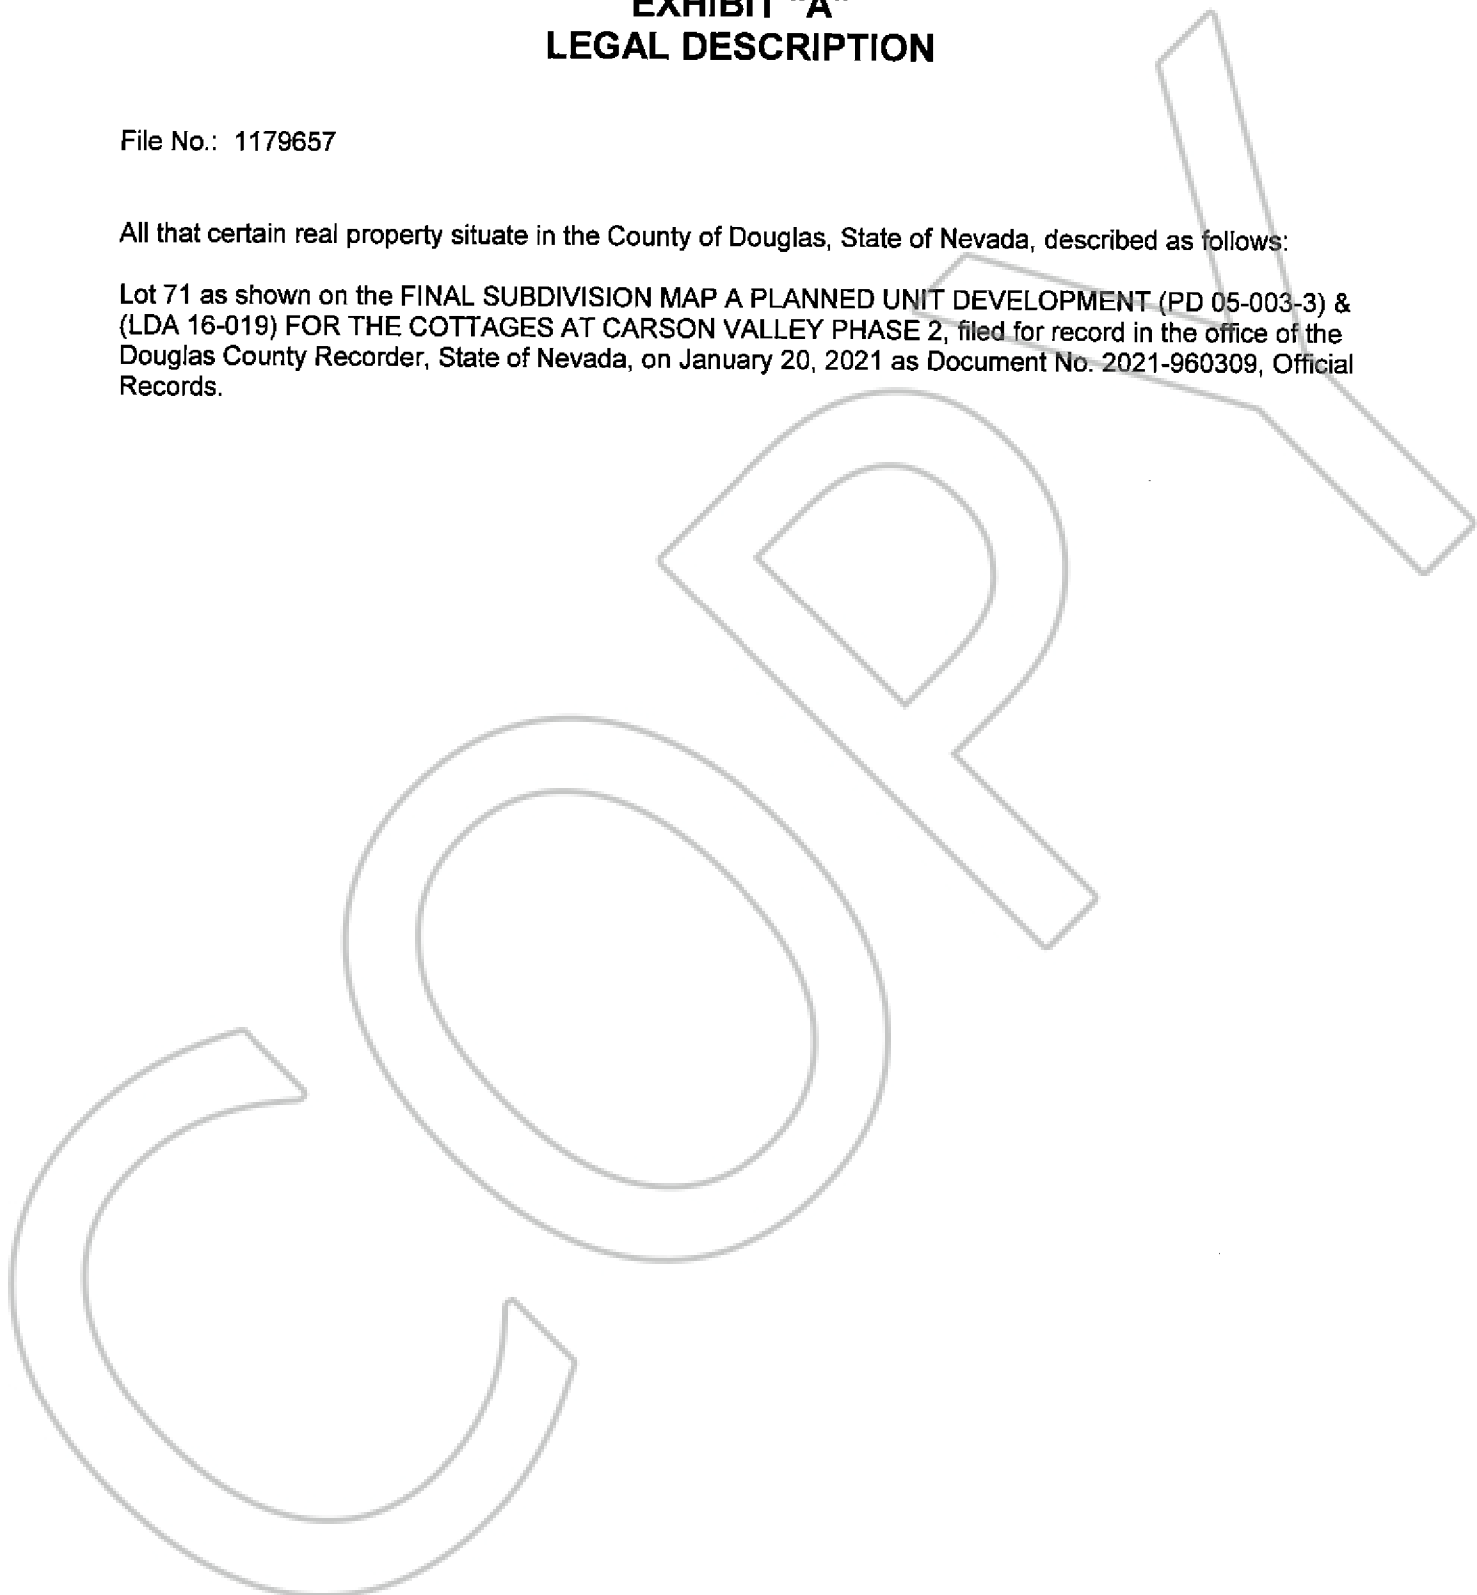 EXHIBIT "A"
LEGAL DESCRIPTION
File No.: 1179657
All that certain real property situate in the County of Douglas, State of Nevada, described as follows:
Lot 71 as shown on the FINAL SUBDIVISION MAP A PLANNED UNIT DEVELOPMENT (PD 05-003-3) &
(LDA 16-019) FOR THE COTTAGES AT CARSON VALLEY PHASE 2, filed for record in the office of the
Douglas County Recorder, State of Nevada, on January 20, 2021 as Document No. 2021-960309, Official
Records.
COPY